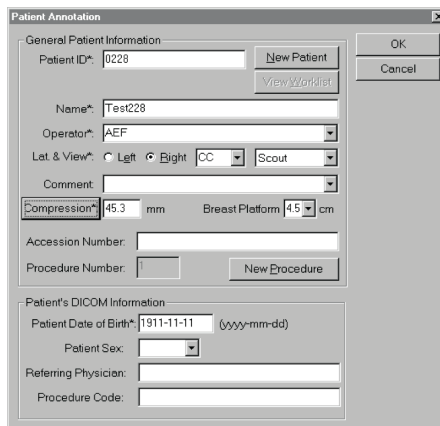 Patient Annotation
General Patient Information
OK
Patient ID*: 0228 New Patient
Cancel
View Worklist
Name*: Test228
Operator*: AEF
Lat. & View*: Left Right CC Scout
Comment:
Compression* 45.3 mm Breast Platform 4.5 cm
Accession Number:
Procedure Number: 1 New Procedure
Patient's DICOM Information
Patient Date of Birth*: 1911-11-11 (yyyy-mm-dd)
Patient Sex:
Referring Physician:
Procedure Code: